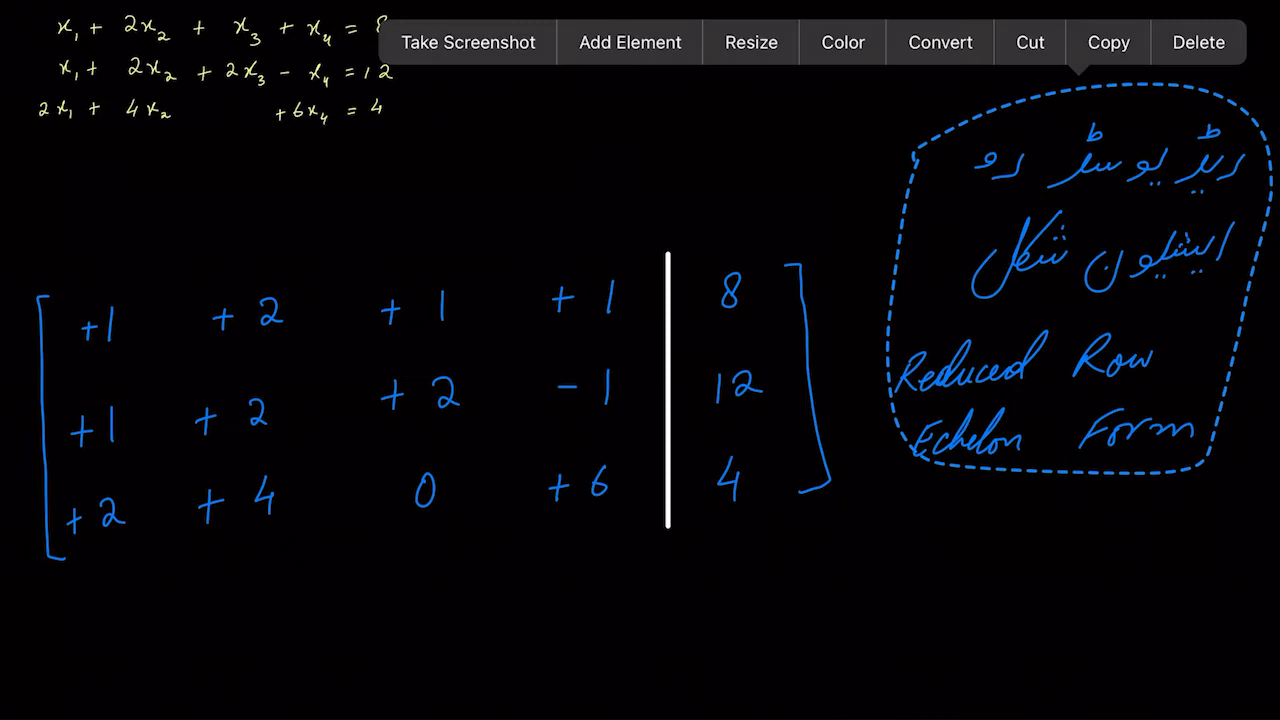 x₁ + 2x₂ + x₃ + x₄ = 8
x₁ + 2x₂ + 2x₃ - x₄ = 12
2x₁ + 4x₂ +6x₄ = 4
Take Screenshot Add Element Resize Color Convert Cut Copy Delete
ریڈیوسڈ رو
ایشیلون شکل
Reduced Row
Echelon Form
+1 +2 +1 +1 8
+1 +2 +2 -1 12
+2 +4 0 +6 4